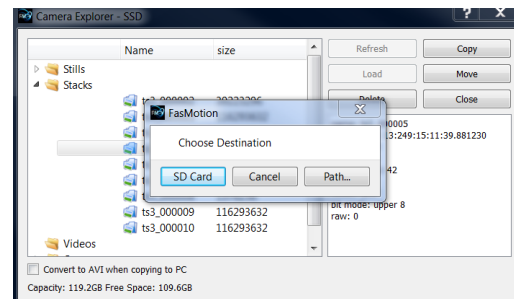 Camera Explorer - SSD
Name size
Refresh Copy
Stills
Load Move
Stacks
Delete Close
FasMotion
Choose Destination
SD Card Cancel Path...
00005
13:249:15:11:39.881230
42
bit mode: upper 8
raw: 0
ts3_000009 116293632
ts3_000010 116293632
Videos
Convert to AVI when copying to PC
Capacity: 119.2GB Free Space: 109.6GB